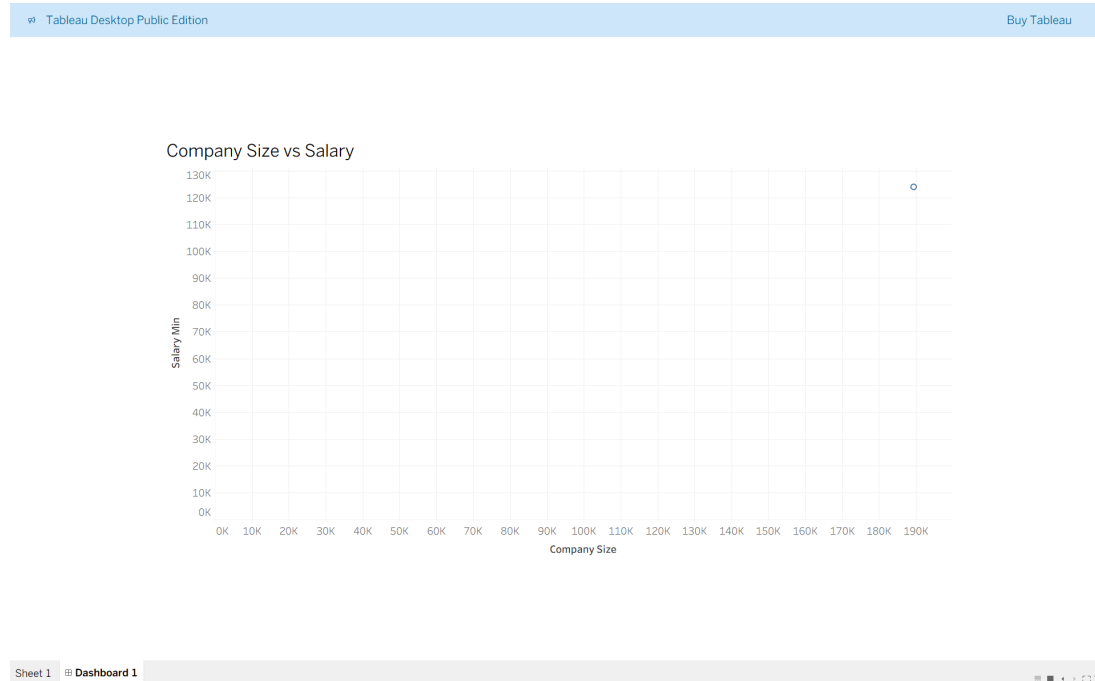 Tableau Desktop Public Edition Buy Tableau
Company Size vs Salary
130K
120K
110K
100K
90K
80K
70K
60K
50K
40K
30K
20K
10K
0K
Salary Min
0K 10K 20K 30K 40K 50K 60K 70K 80K 90K 100K 110K 120K 130K 140K 150K 160K 170K 180K 190K
Company Size
Sheet 1 Dashboard 1